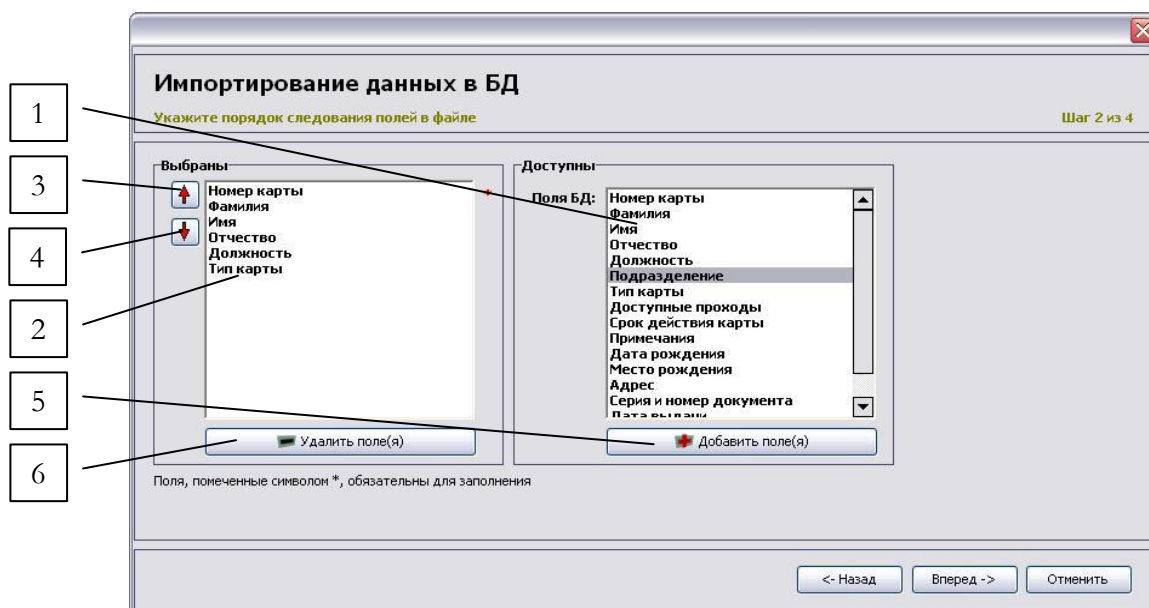 Импортирование данных в БД
Укажите порядок следования полей в файле
Шаг 2 из 4
1
3
4
2
5
6
Выбраны
Номер карты
Фамилия
Имя
Отчество
Должность
Тип карты
*
Удалить поле(я)
Доступны
Поля БД:
Номер карты
Фамилия
Имя
Отчество
Должность
Подразделение
Тип карты
Доступные проходы
Срок действия карты
Примечания
Дата рождения
Место рождения
Адрес
Серия и номер документа
Дата выдачи
Добавить поле(я)
Поля, помеченные символом *, обязательны для заполнения
<- Назад
Вперед ->
Отменить